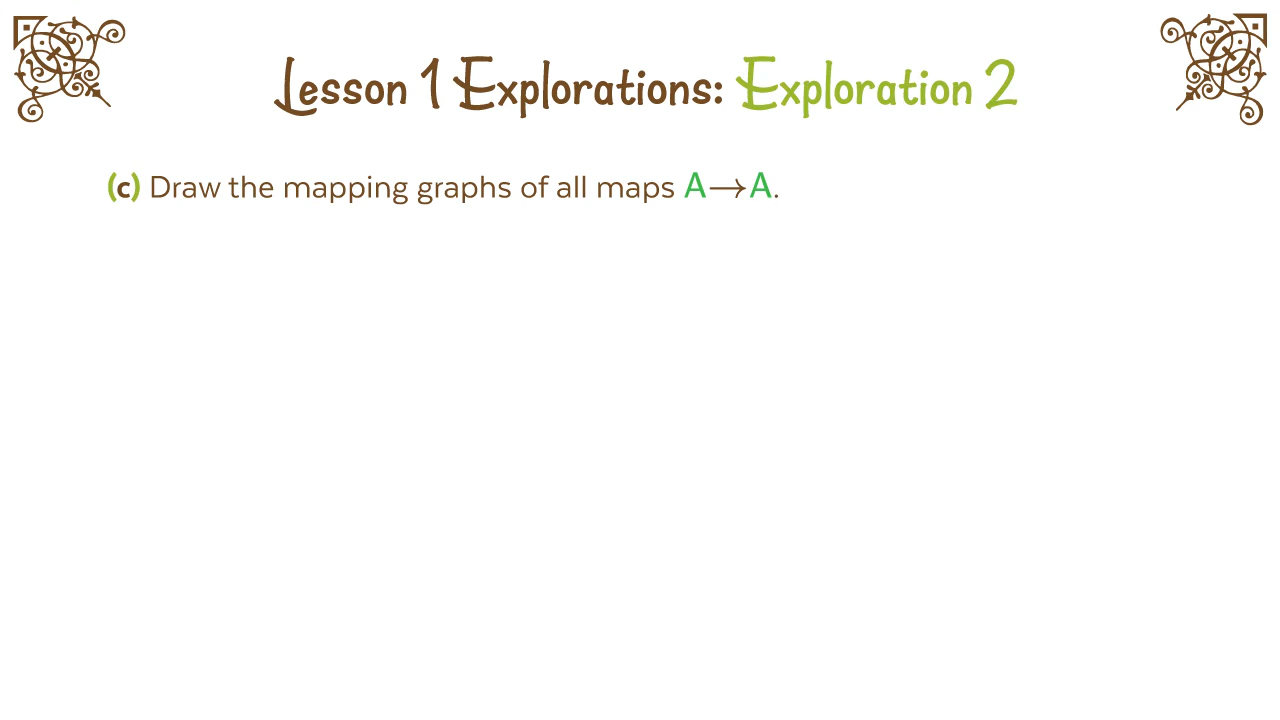 Lesson 1 Explorations: Exploration 2
(c) Draw the mapping graphs of all maps A→A.